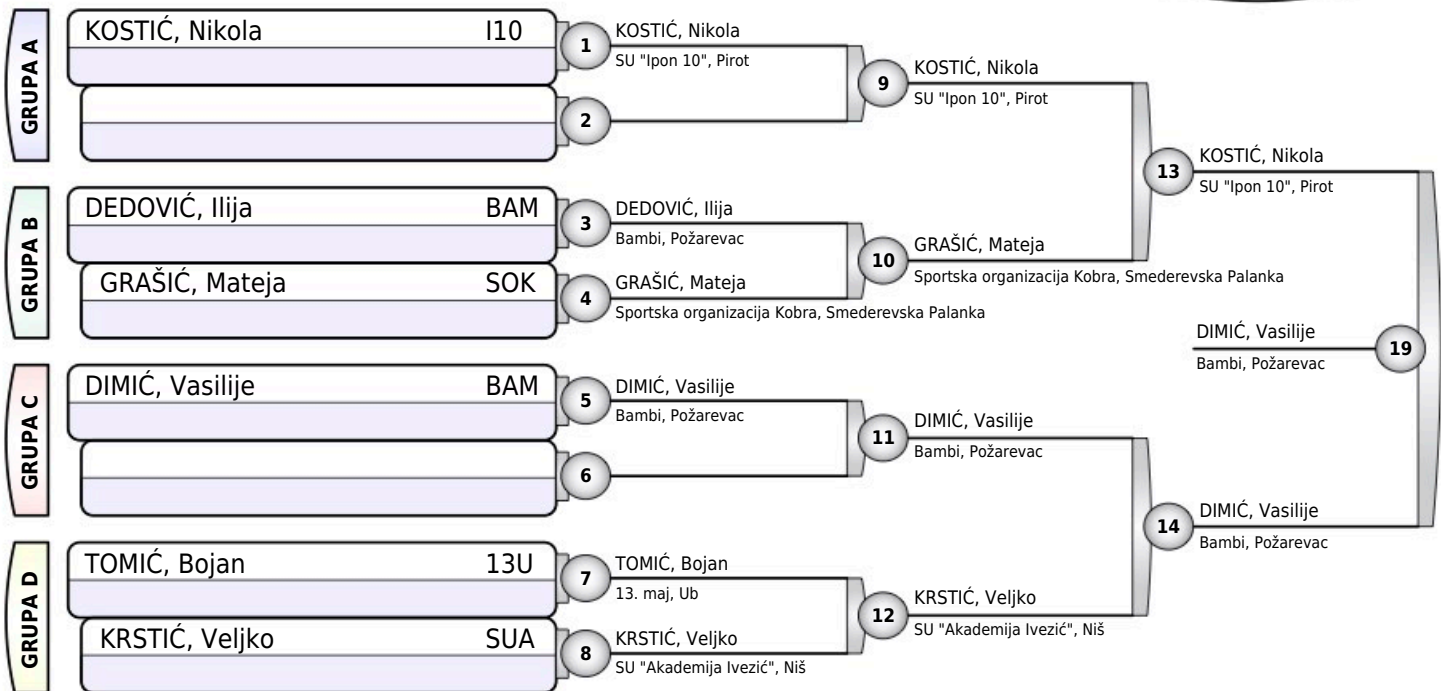 GRUPA A
KOSTIĆ, Nikola I10
1
KOSTIĆ, Nikola
SU "Ipon 10", Pirot
2
9
KOSTIĆ, Nikola
SU "Ipon 10", Pirot
13
KOSTIĆ, Nikola
SU "Ipon 10", Pirot
GRUPA B
DEDOVIĆ, Ilija BAM
3
DEDOVIĆ, Ilija
Bambi, Požarevac
GRAŠIĆ, Mateja SOK
4
GRAŠIĆ, Mateja
Sportska organizacija Kobra, Smederevska Palanka
10
GRAŠIĆ, Mateja
Sportska organizacija Kobra, Smederevska Palanka
DIMIĆ, Vasilije
Bambi, Požarevac
19
GRUPA C
DIMIĆ, Vasilije BAM
5
DIMIĆ, Vasilije
Bambi, Požarevac
6
11
DIMIĆ, Vasilije
Bambi, Požarevac
14
DIMIĆ, Vasilije
Bambi, Požarevac
GRUPA D
TOMIĆ, Bojan 13U
7
TOMIĆ, Bojan
13. maj, Ub
KRSTIĆ, Veljko SUA
8
KRSTIĆ, Veljko
SU "Akademija Ivezić", Niš
12
KRSTIĆ, Veljko
SU "Akademija Ivezić", Niš